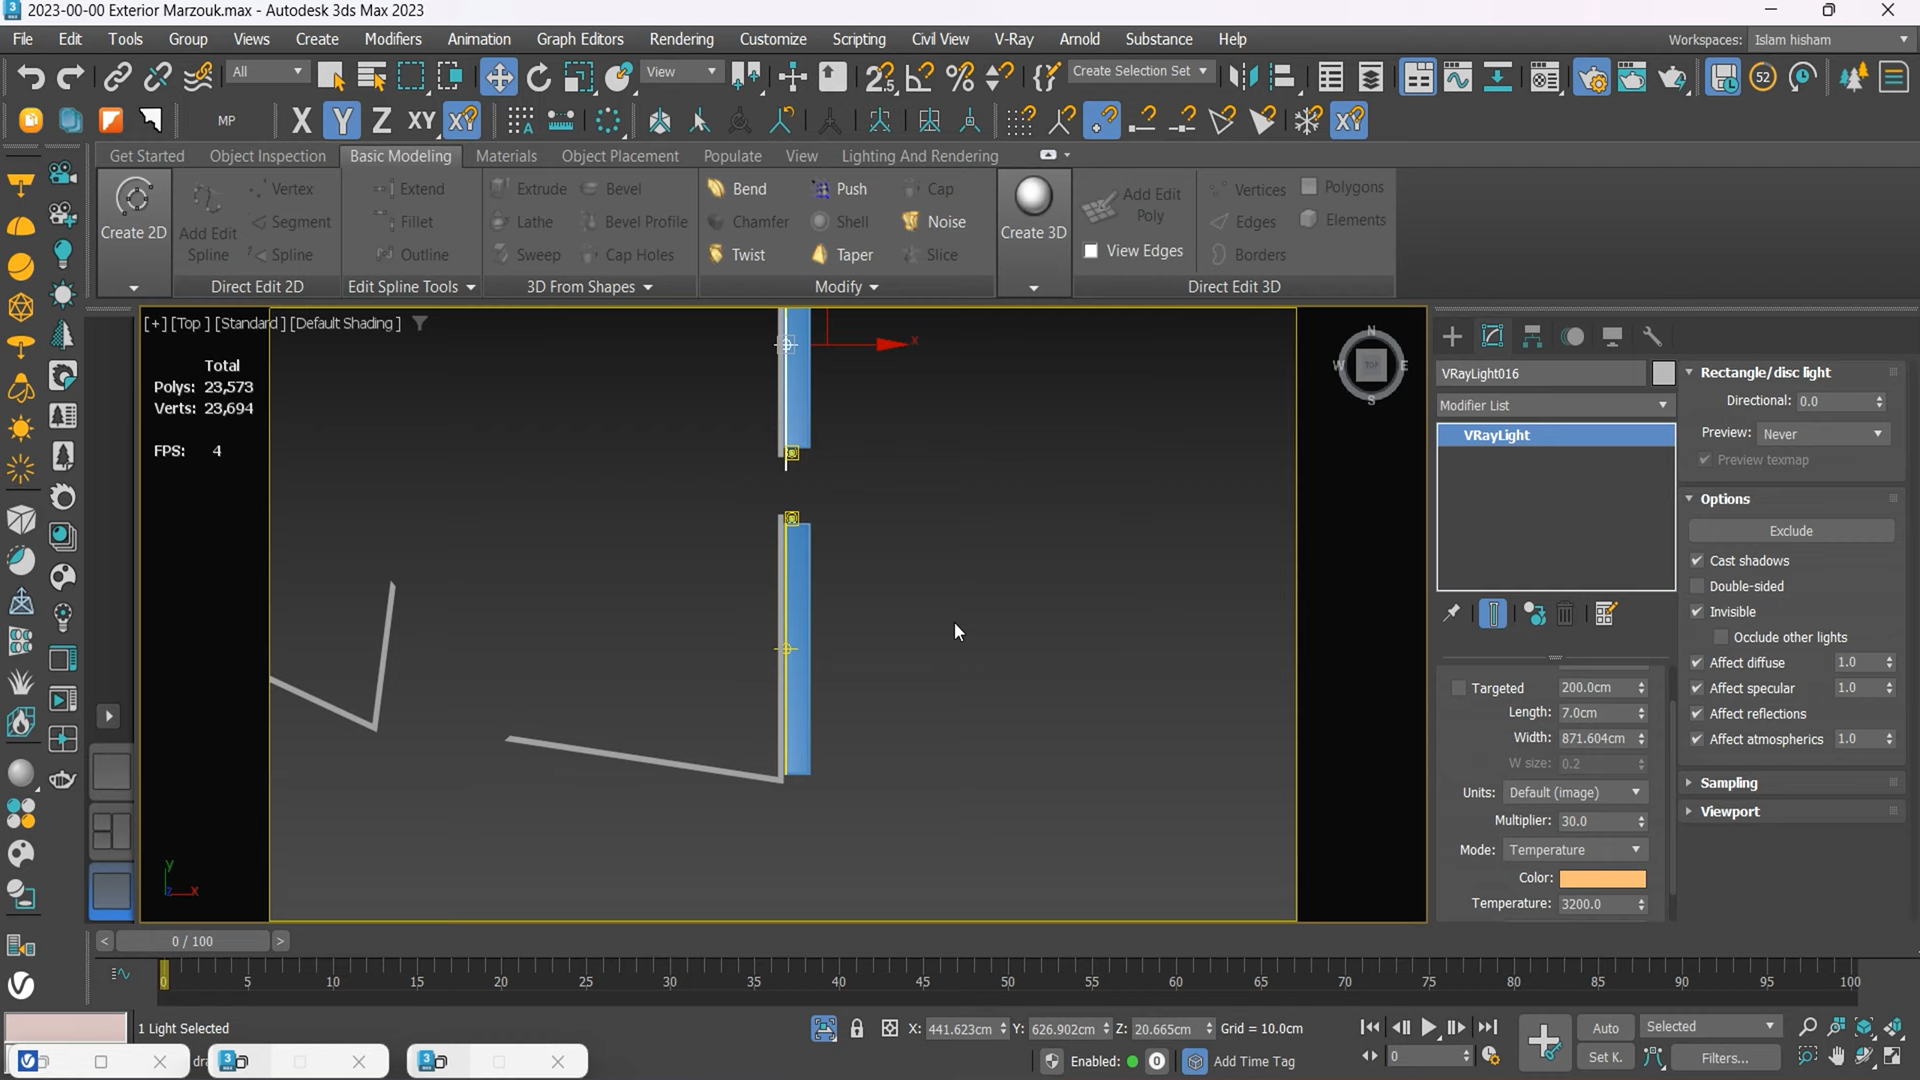 2023-00-00 Exterior Marzouk.max - Autodesk 3ds Max 2023
File Edit Tools Group Views Create Modifiers Animation Graph Editors Rendering Customize Scripting Civil View V-Ray Arnold Substance Help Workspaces: Islam hisham
All View Create Selection Set 52
MP X Y Z XY XY
Get Started Object Inspection Basic Modeling Materials Object Placement Populate View Lighting And Rendering
Create 2D Add Edit Spline Vertex Segment Spline Direct Edit 2D
Extend Fillet Outline Edit Spline Tools
Extrude Bevel
Lathe Bevel Profile
Sweep Cap Holes
3D From Shapes
Bend Push Cap
Chamfer Shell Noise
Twist Taper Slice
Modify
Create 3D
Add Edit Poly
View Edges
Vertices Polygons
Edges Elements
Borders
Direct Edit 3D
[+] [Top ] [Standard ] [Default Shading ]
Total
Polys: 23,573
Verts: 23,694
FPS: 4
x
N
W TOP E
S
y
z x
VRayLight016
Modifier List
VRayLight
Targeted 200.0cm
Length: 7.0cm
Width: 871.604cm
W size: 0.2
Units: Default (image)
Multiplier: 30.0
Mode: Temperature
Color:
Temperature: 3200.0
Rectangle/disc light
Directional: 0.0
Preview: Never
Preview texmap
Options
Exclude
Cast shadows
Double-sided
Invisible
Occlude other lights
Affect diffuse 1.0
Affect specular 1.0
Affect reflections
Affect atmospherics 1.0
Sampling
Viewport
< 0 / 100 >
0 5 10 15 20 25 30 35 40 45 50 55 60 65 70 75 80 85 90 95 100
1 Light Selected
X: 441.623cm Y: 626.902cm Z: 20.665cm Grid = 10.0cm
Enabled: 0 Add Time Tag
0
Auto Selected
Set K. Filters...